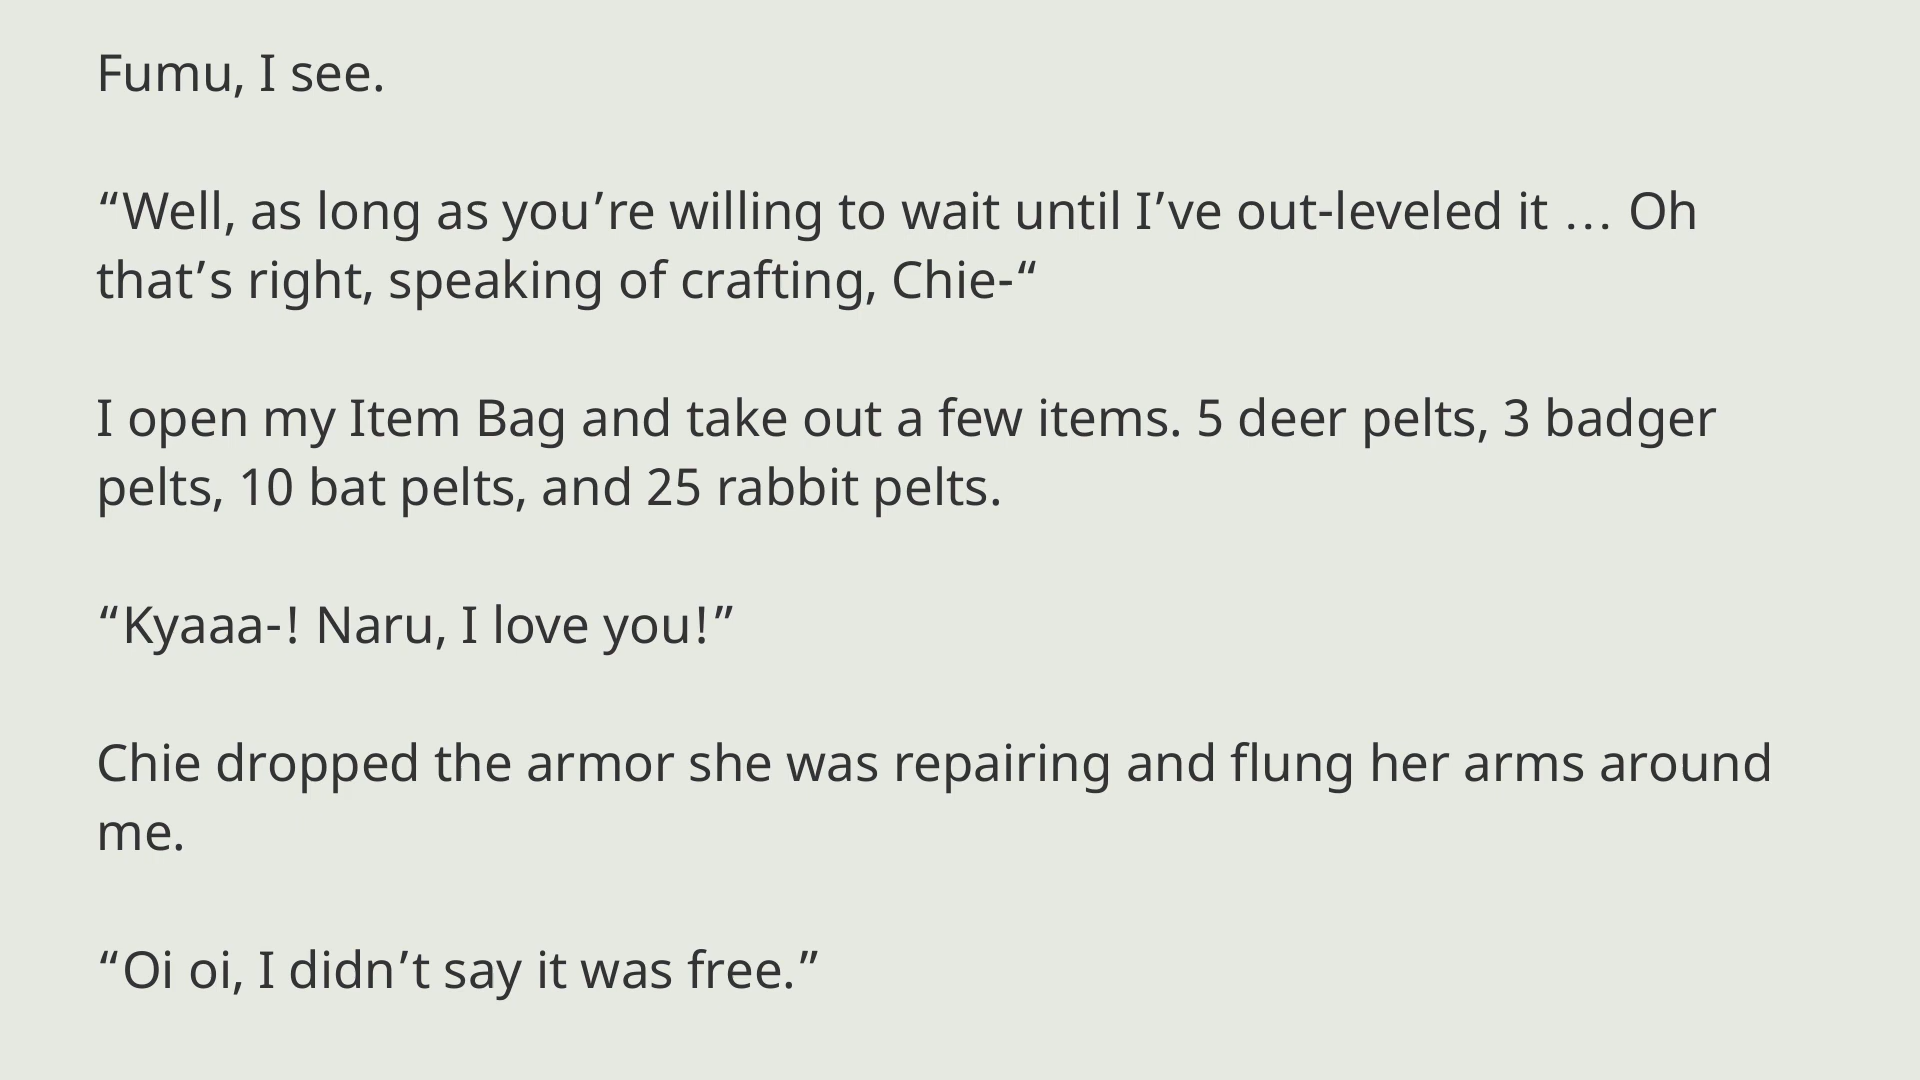 Fumu, I see.
“Well, as long as you’re willing to wait until I’ve out-leveled it … Oh
that’s right, speaking of crafting, Chie-“
I open my Item Bag and take out a few items. 5 deer pelts, 3 badger
pelts, 10 bat pelts, and 25 rabbit pelts.
“Kyaaa-! Naru, I love you!”
Chie dropped the armor she was repairing and flung her arms around
me.
“Oi oi, I didn’t say it was free.”